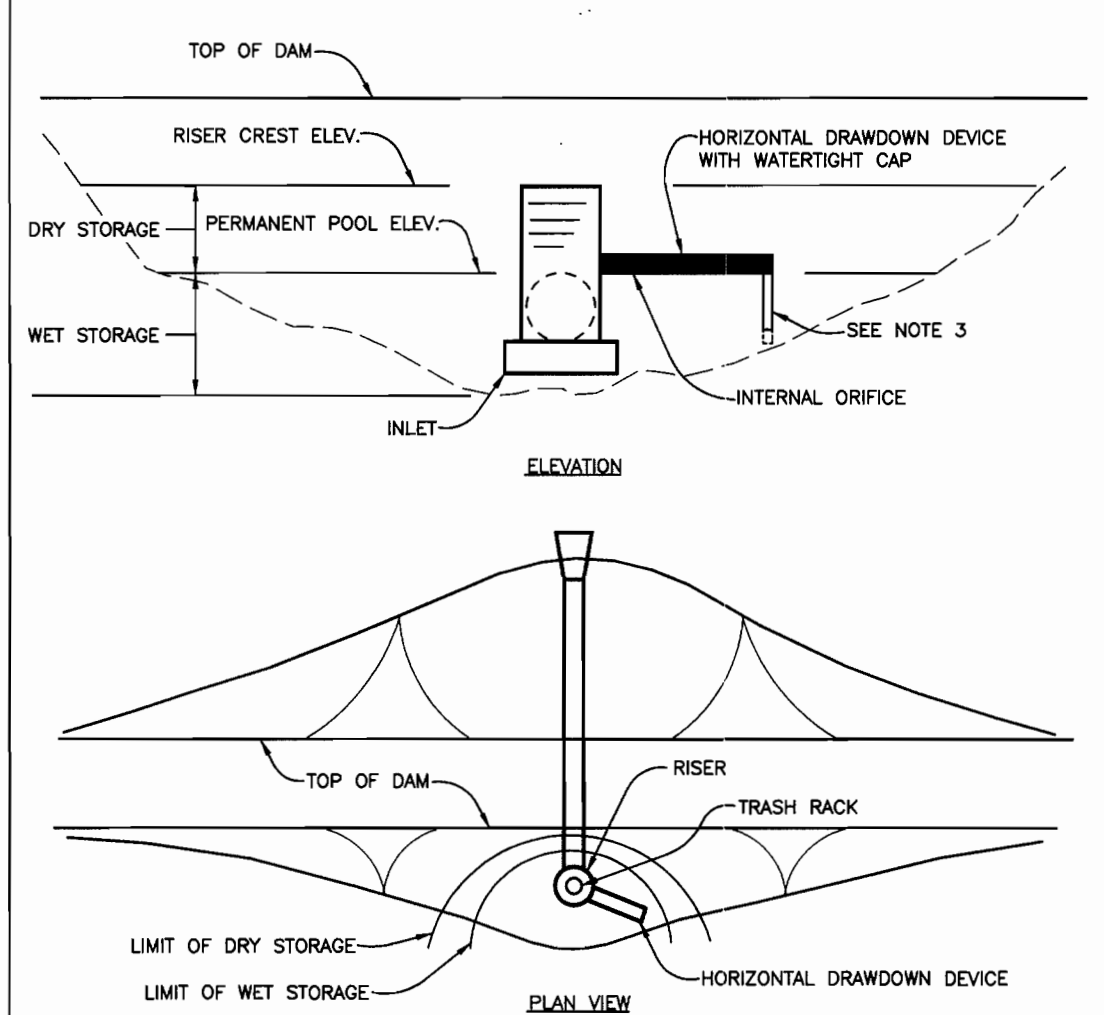 TOP OF DAM
RISER CREST ELEV.
HORIZONTAL DRAWDOWN DEVICE
WITH WATERTIGHT CAP
DRY STORAGE
PERMANENT POOL ELEV.
WET STORAGE
SEE NOTE 3
INTERNAL ORIFICE
INLET
ELEVATION
RISER
TOP OF DAM
TRASH RACK
LIMIT OF DRY STORAGE
HORIZONTAL DRAWDOWN DEVICE
LIMIT OF WET STORAGE
PLAN VIEW